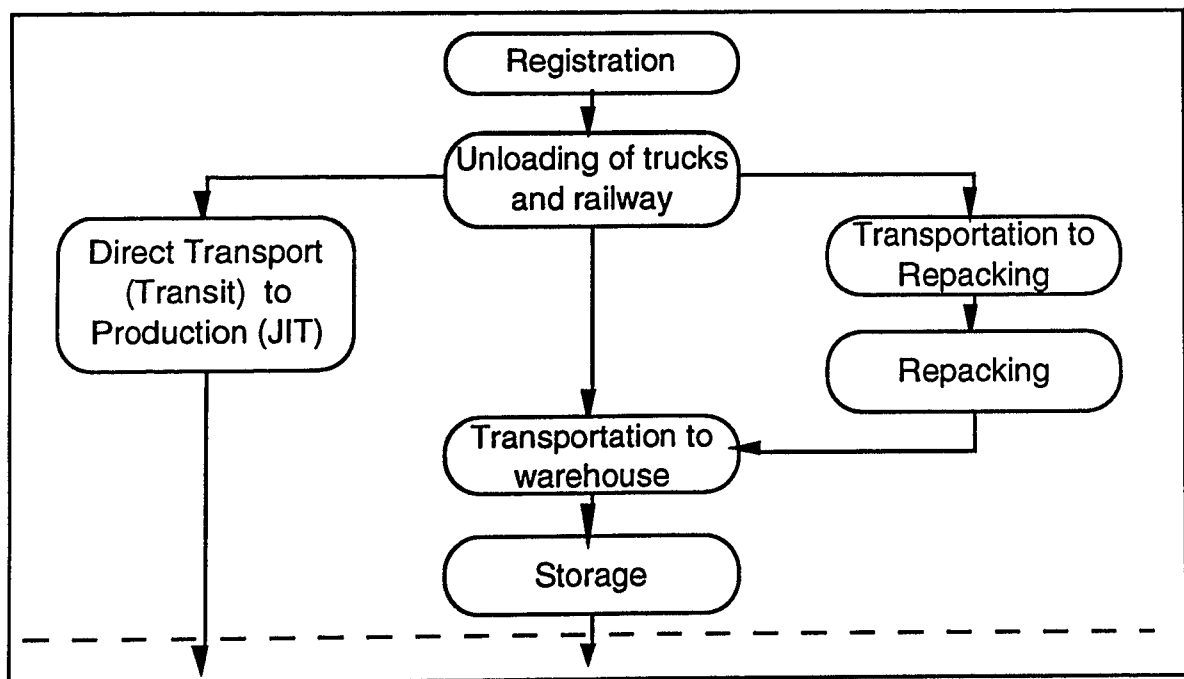 Registration
Unloading of trucks
and railway
Direct Transport
(Transit) to
Production (JIT)
Transportation to
Repacking
Repacking
Transportation to
warehouse
Storage